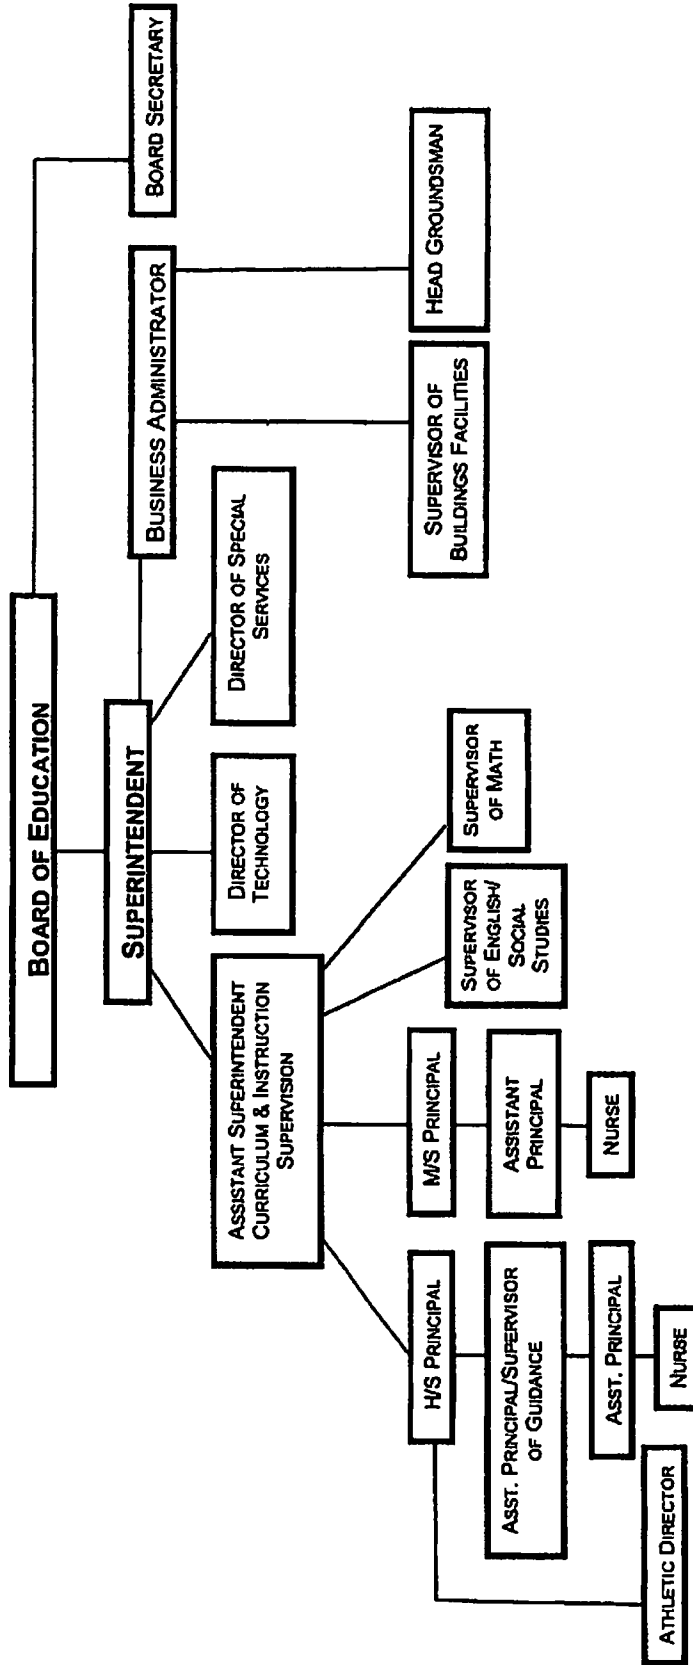 BOARD OF EDUCATION
BOARD SECRETARY
SUPERINTENDENT
BUSINESS ADMINISTRATOR
ASSISTANT SUPERINTENDENT
CURRICULUM & INSTRUCTION
SUPERVISION
DIRECTOR OF
TECHNOLOGY
DIRECTOR OF SPECIAL
SERVICES
H/S PRINCIPAL
M/S PRINCIPAL
SUPERVISOR
OF ENGLISH/
SOCIAL
STUDIES
SUPERVISOR
OF MATH
SUPERVISOR OF
BUILDINGS FACILITIES
HEAD GROUNDSMAN
ASST. PRINCIPAL/SUPERVISOR
OF GUIDANCE
ASSISTANT
PRINCIPAL
ASST. PRINCIPAL
NURSE
ATHLETIC DIRECTOR
NURSE